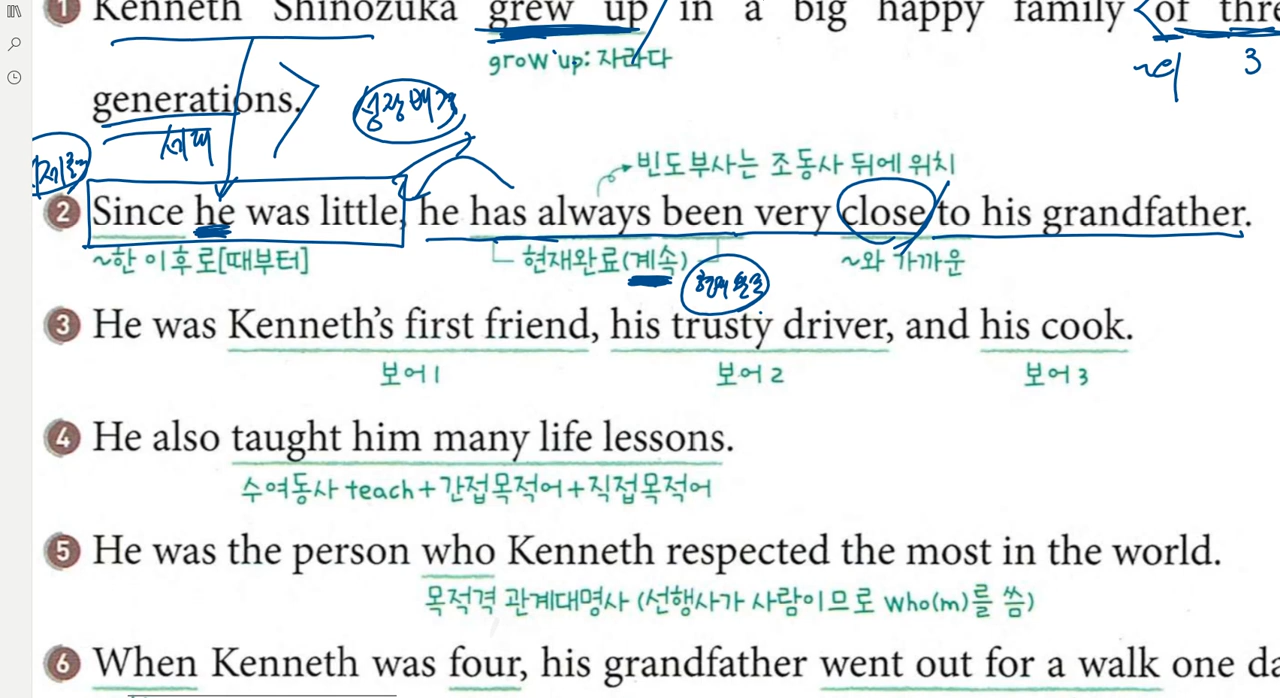 1 Kenneth Shinozuka grew up in a big happy family of thre
grow up: 자라다
~의 3
generations.
세대
성장 배경
빈도부사는 조동사 뒤에 위치
2 Since he was little, he has always been very close to his grandfather.
~한 이후로[때부터] 현재완료(계속) ~와 가까운
현재완료
3 He was Kenneth's first friend, his trusty driver, and his cook.
보어1 보어2 보어3
4 He also taught him many life lessons.
수여동사 teach+간접목적어+직접목적어
5 He was the person who Kenneth respected the most in the world.
목적격 관계대명사 (선행사가 사람이므로 who(m)를 씀)
6 When Kenneth was four, his grandfather went out for a walk one da